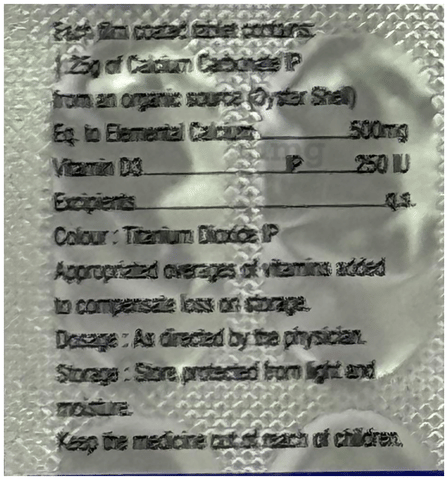 Each film coated tablet contains:
1.25g of Calcium Carbonate IP
from an organic source (Oyster Shell)
Eq. to Elemental Calcium 500mg
Vitamin D3 IP 250 IU
Excipients q.s.
Colour : Titanium Dioxide IP
Appropriated overages of vitamins added
to compensate loss on storage.
Dosage : As directed by the physician.
Storage : Store protected from light and
moisture.
Keep the medicine out of reach of children.